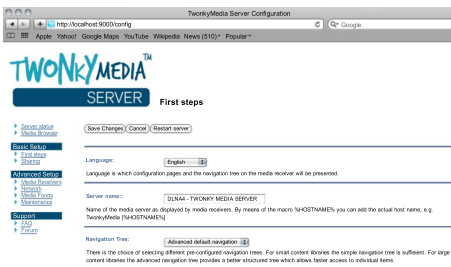 TwonkyMedia Server Configuration
http://localhost:9000/config
Google
Apple Yahoo! Google Maps YouTube Wikipedia News (510) Popular
TWONKYMEDIA TM
SERVER
First steps
Server status
Media Browser
Save Changes Cancel Restart server
Basic Setup
First steps
Sharing
Language: English
Language is which configuration pages and the navigation tree on the media receiver will be presented.
Advanced Setup
Media Receivers
Network
Media Feeds
Maintenance
Server name:: DLNA4 - TWONKY MEDIA SERVER
Name of the media server as displayed by media receivers. By means of the macro %HOSTNAME% you can add the actual host name, e.g.
TwonkyMedia [%HOSTNAME%]
Support
FAQ
Forum
Navigation Tree: Advanced default navigation
There is the choice of selecting different pre-configured navigation trees. For small content libraries the simple navigation tree is suffieient. For large
content libraries the advanced navigation tree provides a better structured tree which allows faster access to individual items.